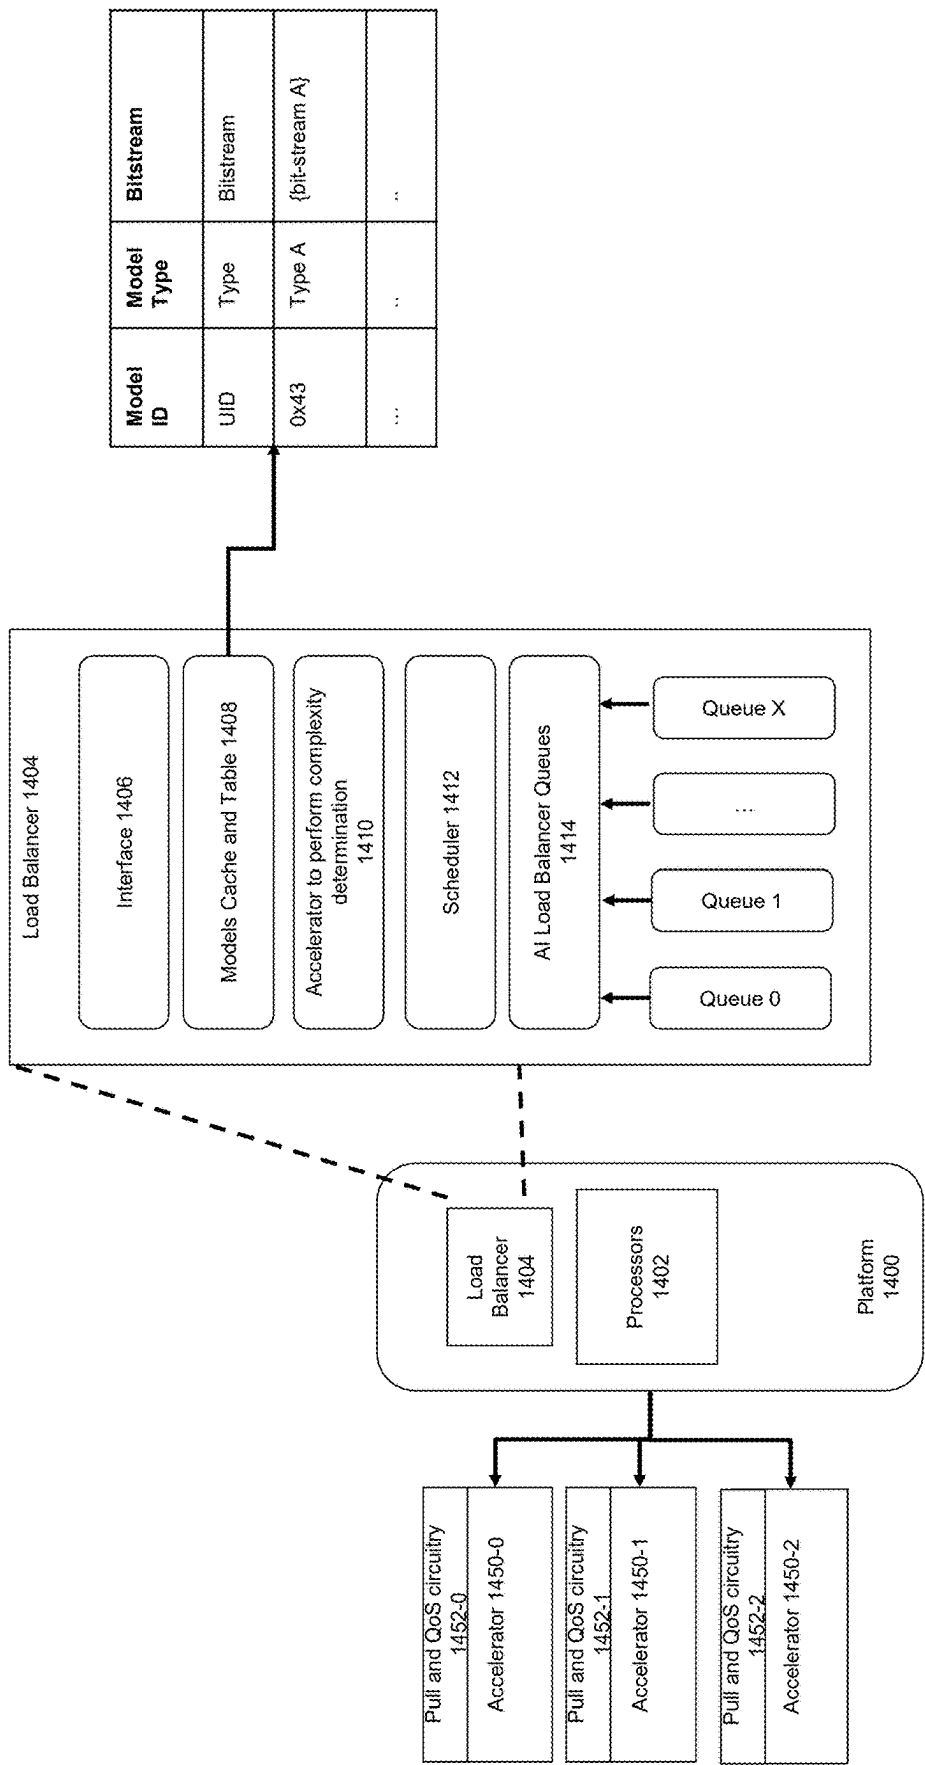 Pull and QoS circuitry
1452-0
Accelerator 1450-0
Pull and QoS circuitry
1452-1
Accelerator 1450-1
Pull and QoS circuitry
1452-2
Accelerator 1450-2
Load
Balancer
1404
Processors
1402
Platform
1400
Load Balancer 1404
Interface 1406
Models Cache and Table 1408
Accelerator to perform complexity
determination
1410
Scheduler 1412
AI Load Balancer Queues
1414
Queue 0
Queue 1
...
Queue X
Model
ID
Model
Type
Bitstream
UID
Type
Bitstream
0x43
Type A
{bit-stream A}
...
..
..